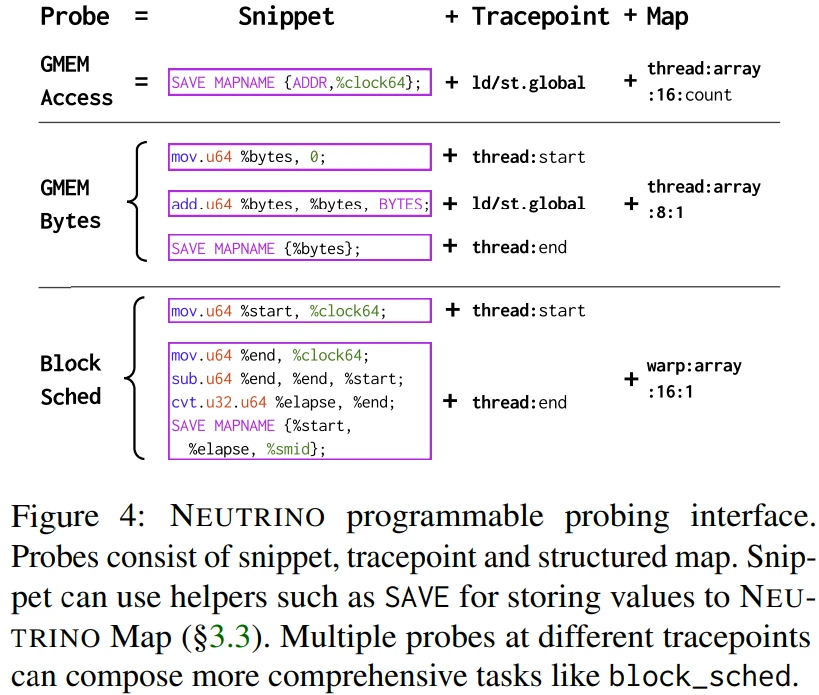 Probe = Snippet + Tracepoint + Map
GMEM
Access
=
SAVE MAPNAME {ADDR,%clock64};
+ ld/st.global
+
thread:array
:16:count
GMEM
Bytes
mov.u64 %bytes, 0;
+ thread:start
add.u64 %bytes, %bytes, BYTES;
+ ld/st.global
SAVE MAPNAME {%bytes};
+ thread:end
+
thread:array
:8:1
Block
Sched
mov.u64 %start, %clock64;
+ thread:start
mov.u64 %end, %clock64;
sub.u64 %end, %end, %start;
cvt.u32.u64 %elapse, %end;
SAVE MAPNAME {%start,
%elapse, %smid};
+ thread:end
+
warp:array
:16:1
Figure 4: NEUTRINO programmable probing interface.
Probes consist of snippet, tracepoint and structured map. Snip-
pet can use helpers such as SAVE for storing values to NEU-
TRINO Map (§3.3). Multiple probes at different tracepoints
can compose more comprehensive tasks like block_sched.